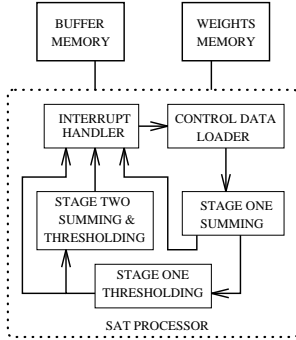 BUFFER
MEMORY
WEIGHTS
MEMORY
INTERRUPT
HANDLER
CONTROL DATA
LOADER
STAGE TWO
SUMMING &
THRESHOLDING
STAGE ONE
SUMMING
STAGE ONE
THRESHOLDING
SAT PROCESSOR